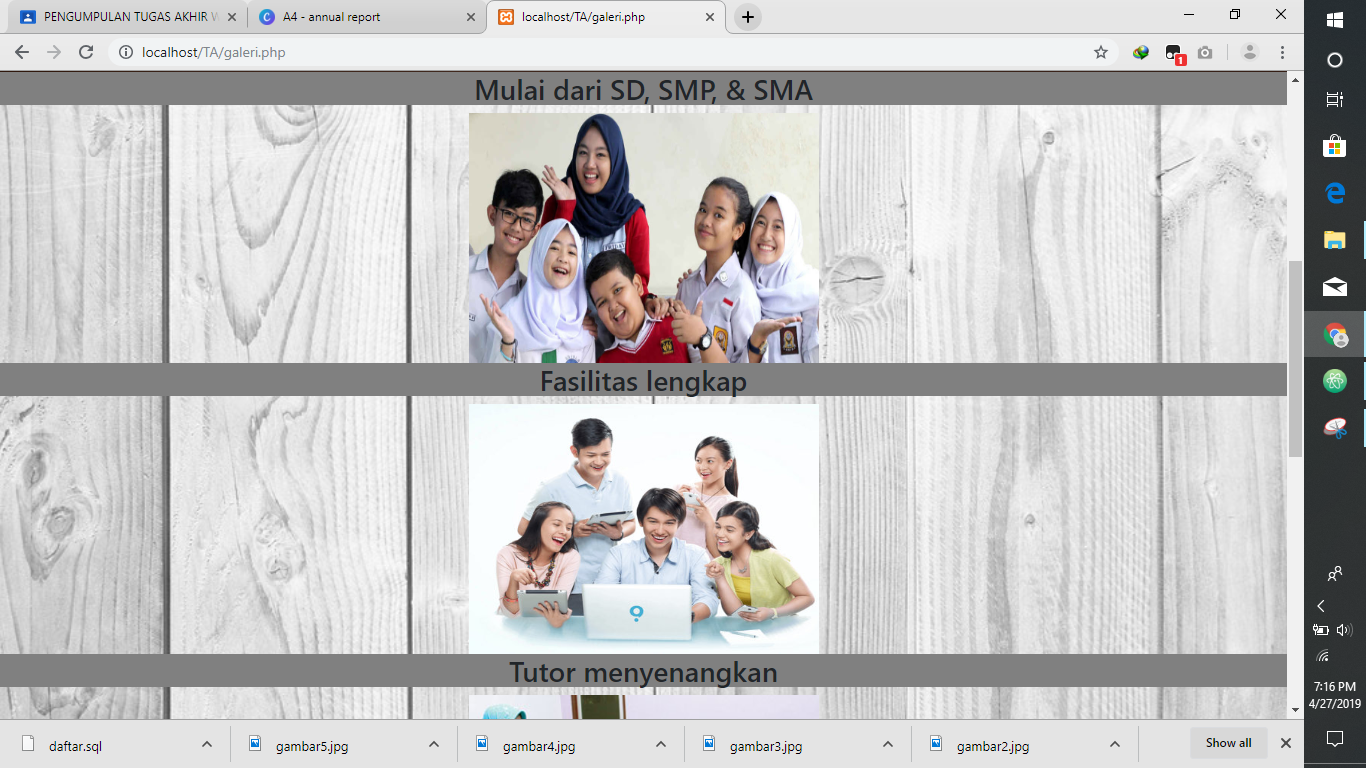 PENGUMPULAN TUGAS AKHIR W
A4 - annual report
localhost/TA/galeri.php
localhost/TA/galeri.php
1
Mulai dari SD, SMP, & SMA
Fasilitas lengkap
Tutor menyenangkan
7:16 PM
4/27/2019
daftar.sql
gambar5.jpg
gambar4.jpg
gambar3.jpg
gambar2.jpg
Show all